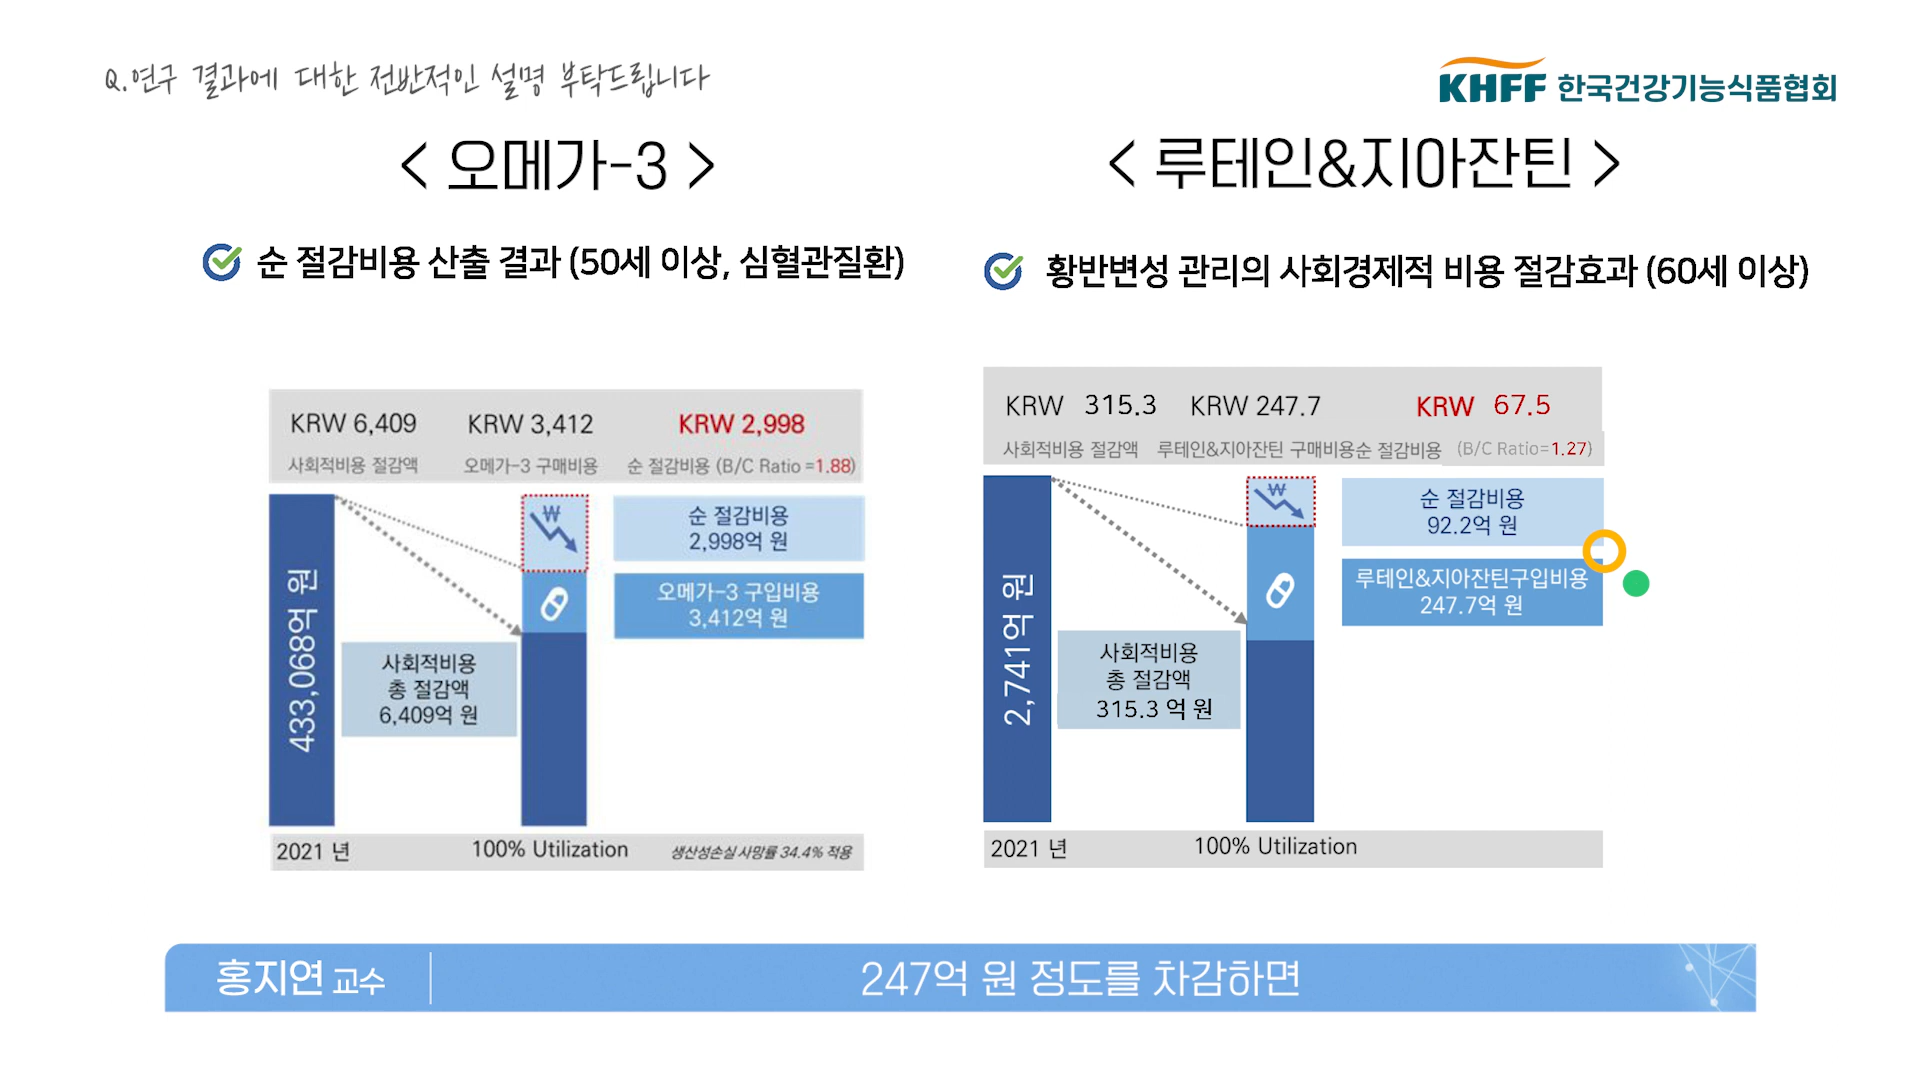 Q.연구 결과에 대한 전반적인 설명 부탁드립니다
KHFF 한국건강기능식품협회
< 오메가-3 >
순 절감비용 산출 결과 (50세 이상, 심혈관질환)
KRW 6,409 KRW 3,412 KRW 2,998
사회적비용 절감액 오메가-3 구매비용 순 절감비용 (B/C Ratio =1.88)
433,068억 원
₩
순 절감비용
2,998억 원
오메가-3 구입비용
3,412억 원
사회적비용
총 절감액
6,409억 원
2021 년 100% Utilization 생산성손실 사망률 34.4% 적용
< 루테인&지아잔틴 >
황반변성 관리의 사회경제적 비용 절감효과 (60세 이상)
KRW 315.3 KRW 247.7 KRW 67.5
사회적비용 절감액 루테인&지아잔틴 구매비용순 절감비용 (B/C Ratio=1.27)
2,741억 원
₩
순 절감비용
92.2억 원
루테인&지아잔틴구입비용
247.7억 원
사회적비용
총 절감액
315.3 억 원
2021 년 100% Utilization
홍지연 교수 247억 원 정도를 차감하면